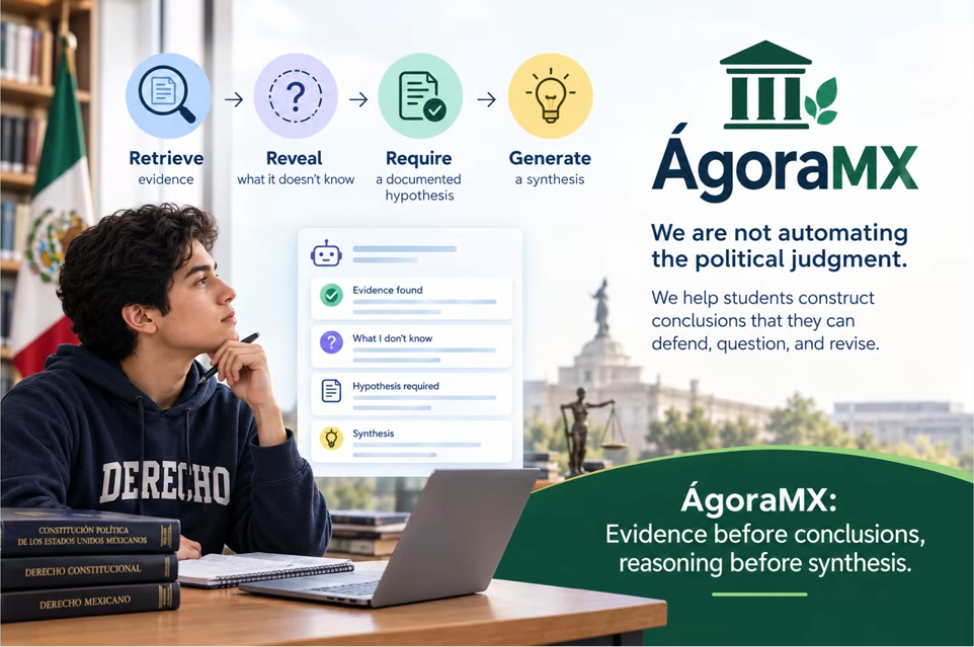 Retrieve
evidence
Reveal
what it doesn't know
Require
a documented
hypothesis
Generate
a synthesis
ÁgoraMX
We are not automating
the political judgment.
We help students construct
conclusions that they can
defend, question, and revise.
Evidence found
What I don't know
Hypothesis required
Synthesis
DERECHO
CONSTITUCIÓN POLÍTICA
DE LOS ESTADOS UNIDOS MEXICANOS
DERECHO CONSTITUCIONAL
DERECHO MEXICANO
ÁgoraMX:
Evidence before conclusions,
reasoning before synthesis.